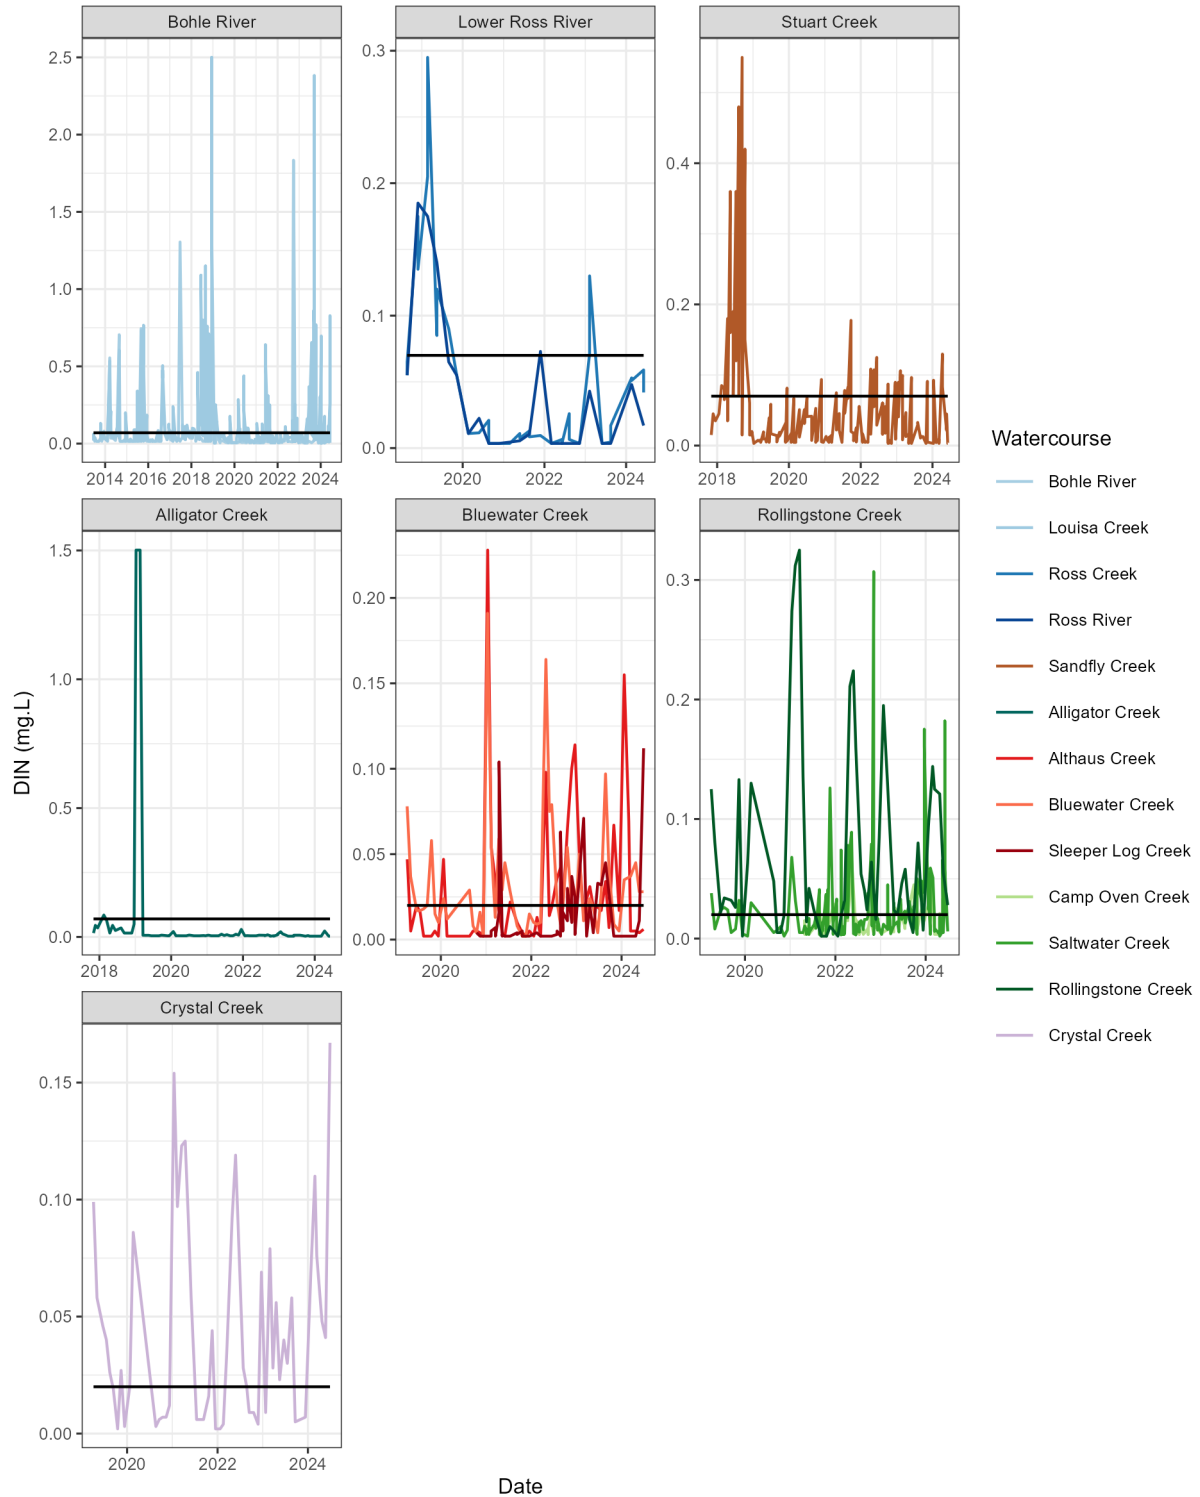 Bohle River
Lower Ross River
Stuart Creek
2.5
2.0
1.5
1.0
0.5
0.0
2014 2016 2018 2020 2022 2024
0.3
0.2
0.1
0.0
2020 2022 2024
0.4
0.2
0.0
2018 2020 2022 2024
Alligator Creek
Bluewater Creek
Rollingstone Creek
1.5
1.0
0.5
0.0
2018 2020 2022 2024
0.20
0.15
0.10
0.05
0.00
2020 2022 2024
0.3
0.2
0.1
0.0
2020 2022 2024
Crystal Creek
0.15
0.10
0.05
0.00
2020 2022 2024
DIN (mg.L)
Date
Watercourse
Bohle River
Louisa Creek
Ross Creek
Ross River
Sandfly Creek
Alligator Creek
Althaus Creek
Bluewater Creek
Sleeper Log Creek
Camp Oven Creek
Saltwater Creek
Rollingstone Creek
Crystal Creek